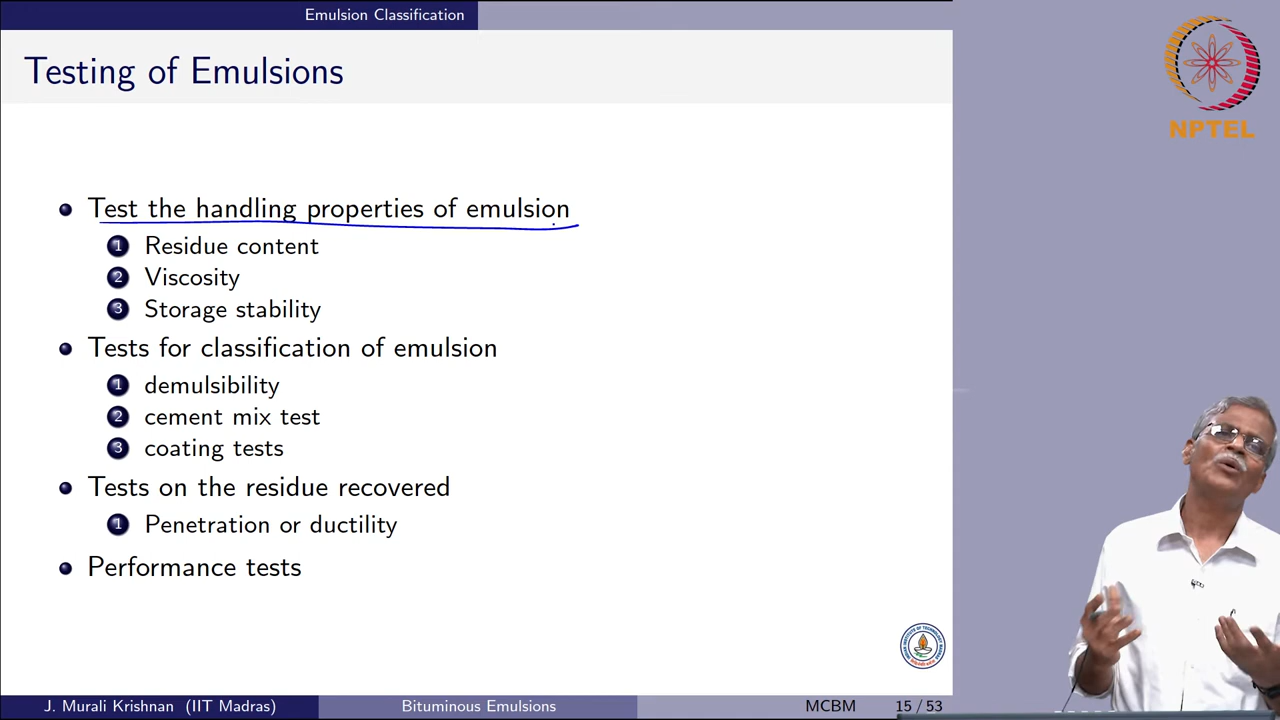 Emulsion Classification
Testing of Emulsions
NPTEL
Test the handling properties of emulsion
1 Residue content
2 Viscosity
3 Storage stability
Tests for classification of emulsion
1 demulsibility
2 cement mix test
3 coating tests
Tests on the residue recovered
1 Penetration or ductility
Performance tests
J. Murali Krishnan (IIT Madras) Bituminous Emulsions MCBM 15 / 53